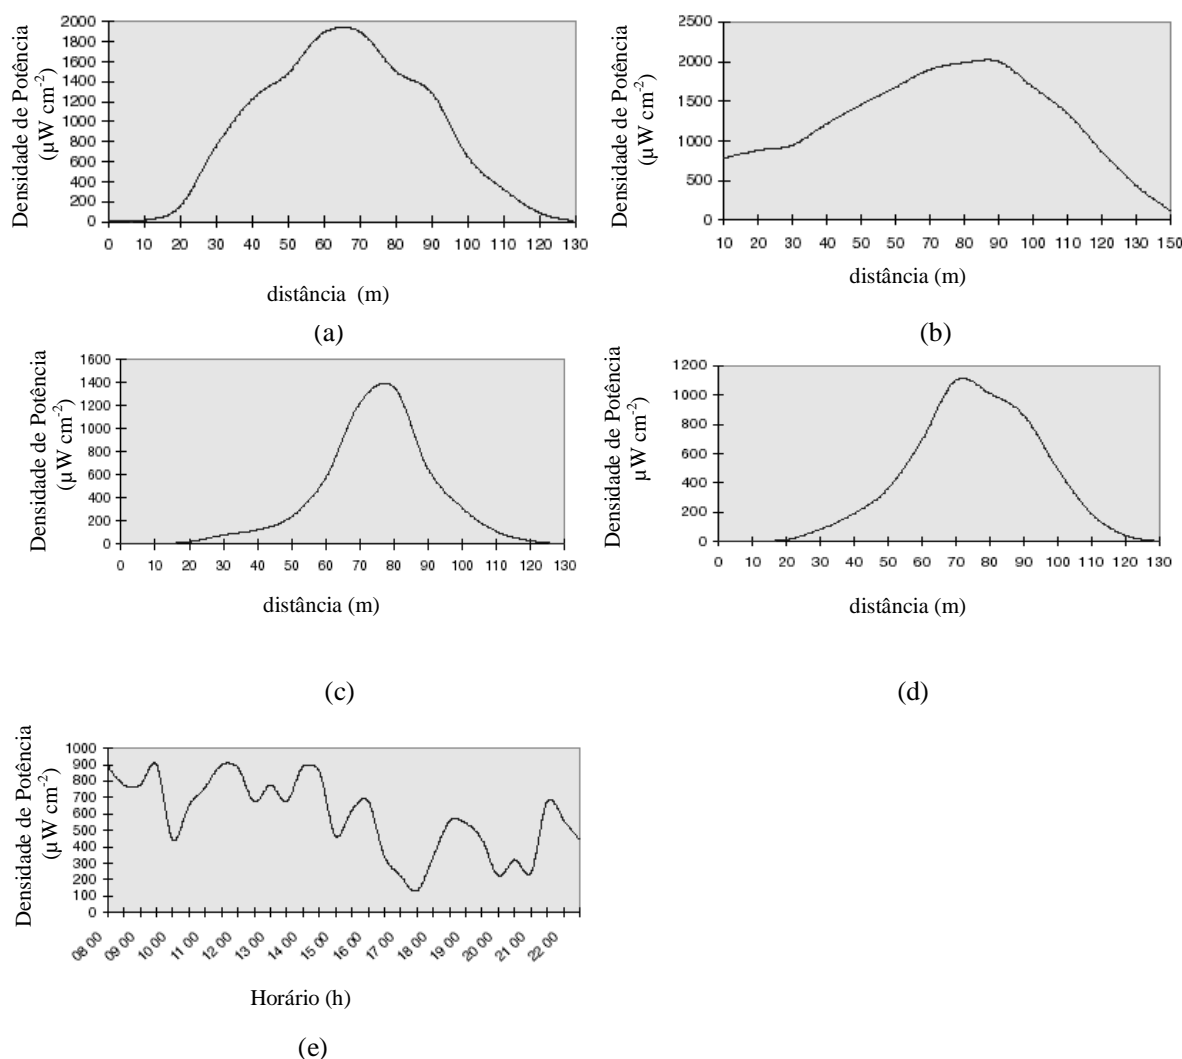 Densidade de Potência
(µW cm-2)
2000
1800
1600
1400
1200
1000
800
600
400
200
0
0 10 20 30 40 50 60 70 80 90 100 110 120 130
distância (m)
(a)
Densidade de Potência
(µW cm-2)
2500
2000
1500
1000
500
0
10 20 30 40 50 60 70 80 90 100 110 120 130 150
distância (m)
(b)
Densidade de Potência
(µW cm-2)
1600
1400
1200
1000
800
600
400
200
0
0 10 20 30 40 50 60 70 80 90 100 110 120 130
distância (m)
(c)
Densidade de Potência
µW cm-2)
1200
1000
800
600
400
200
0
0 10 20 30 40 50 60 70 80 90 100 110 120 130
distância (m)
(d)
Densidade de Potência
(µW cm-2)
1000
900
800
700
600
500
400
300
200
100
0
08 00 09 00 10 00 11 00 12 00 13 00 14 00 15 00 16 00 17 00 18 00 19 00 20 00 21 00 22 00
Horário (h)
(e)